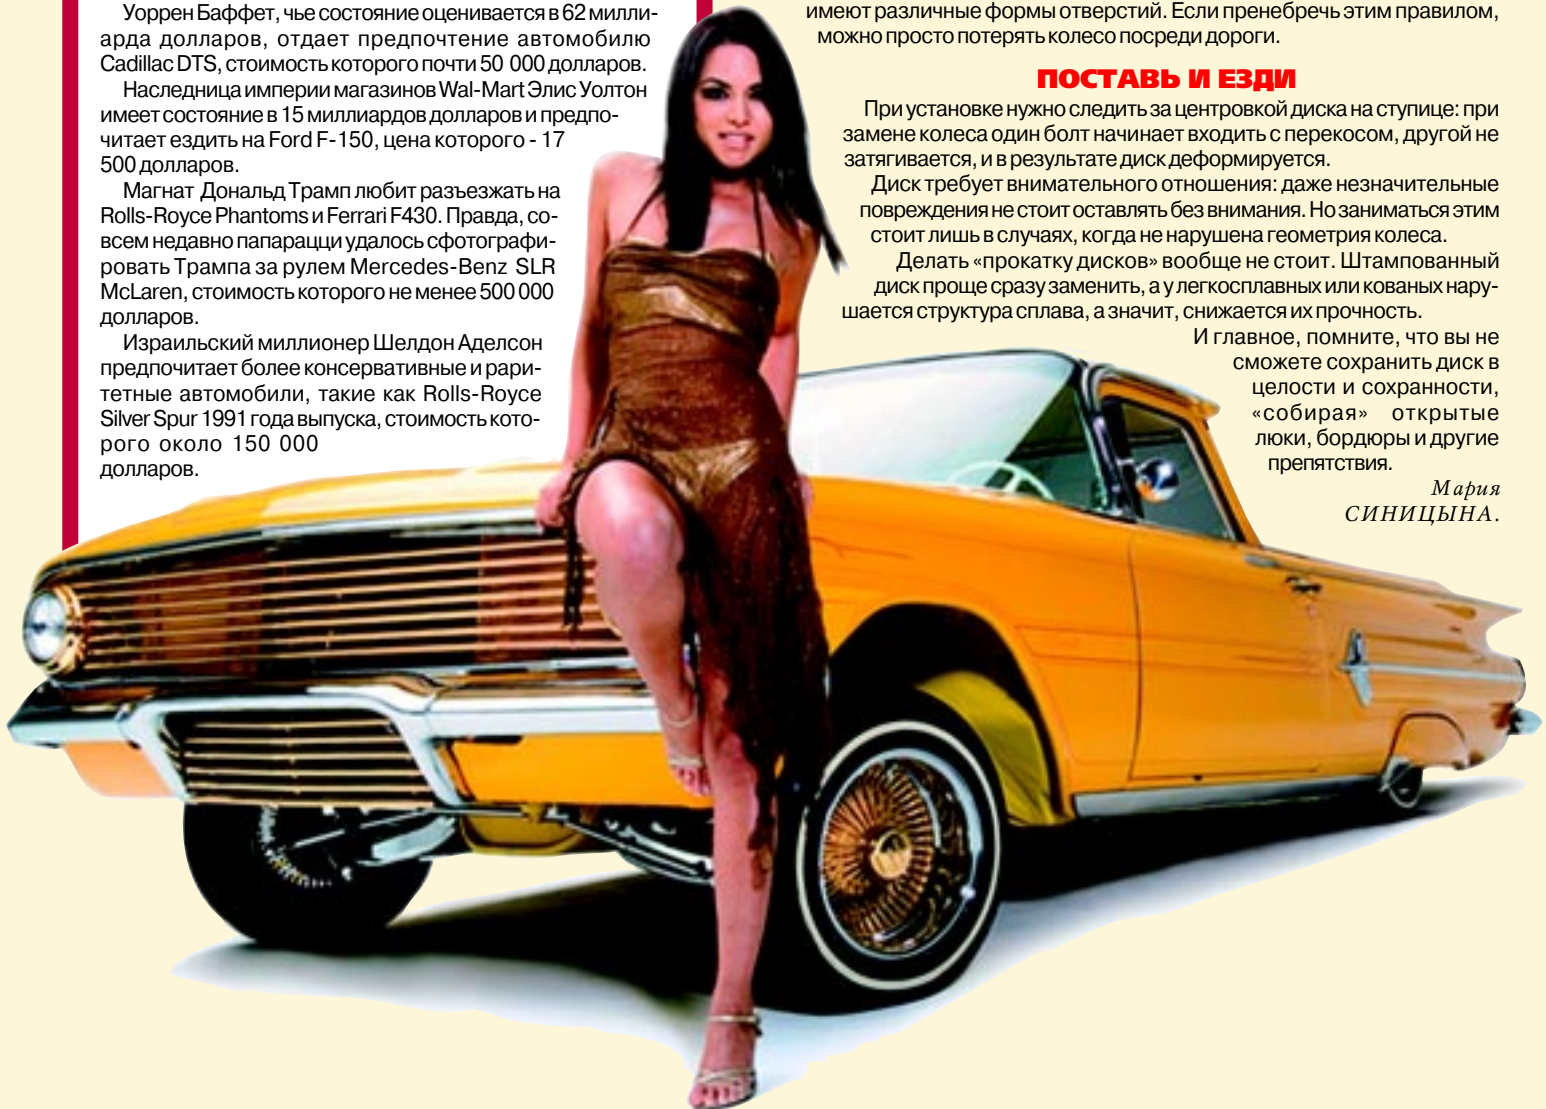 Уоррен Баффет, чье состояние оценивается в 62 милли-
арда долларов, отдает предпочтение автомобилю
Cadillac DTS, стоимость которого почти 50 000 долларов.
Наследница империи магазинов Wal-Mart Элис Уолтон
имеет состояние в 15 миллиардов долларов и предпо-
читает ездить на Ford F-150, цена которого - 17
500 долларов.
Магнат Дональд Трамп любит разъезжать на
Rolls-Royce Phantoms и Ferrari F430. Правда, со-
всем недавно папарацци удалось сфотографи-
ровать Трампа за рулем Mercedes-Benz SLR
McLaren, стоимость которого не менее 500 000
долларов.
Израильский миллионер Шелдон Аделсон
предпочитает более консервативные и рари-
тетные автомобили, такие как Rolls-Royce
Silver Spur 1991 года выпуска, стоимость кото-
рого около 150 000
долларов.
имеют различные формы отверстий. Если пренебречь этим правилом,
можно просто потерять колесо посреди дороги.
ПОСТАВЬ И ЕЗДИ
При установке нужно следить за центровкой диска на ступице: при
замене колеса один болт начинает входить с перекосом, другой не
затягивается, и в результате диск деформируется.
Диск требует внимательного отношения: даже незначительные
повреждения не стоит оставлять без внимания. Но заниматься этим
стоит лишь в случаях, когда не нарушена геометрия колеса.
Делать «прокатку дисков» вообще не стоит. Штампованный
диск проще сразу заменить, а у легкосплавных или кованых нару-
шается структура сплава, а значит, снижается их прочность.
И главное, помните, что вы не
сможете сохранить диск в
целости и сохранности,
«собирая» открытые
люки, бордюры и другие
препятствия.
Мария
СИНИЦЫНА.